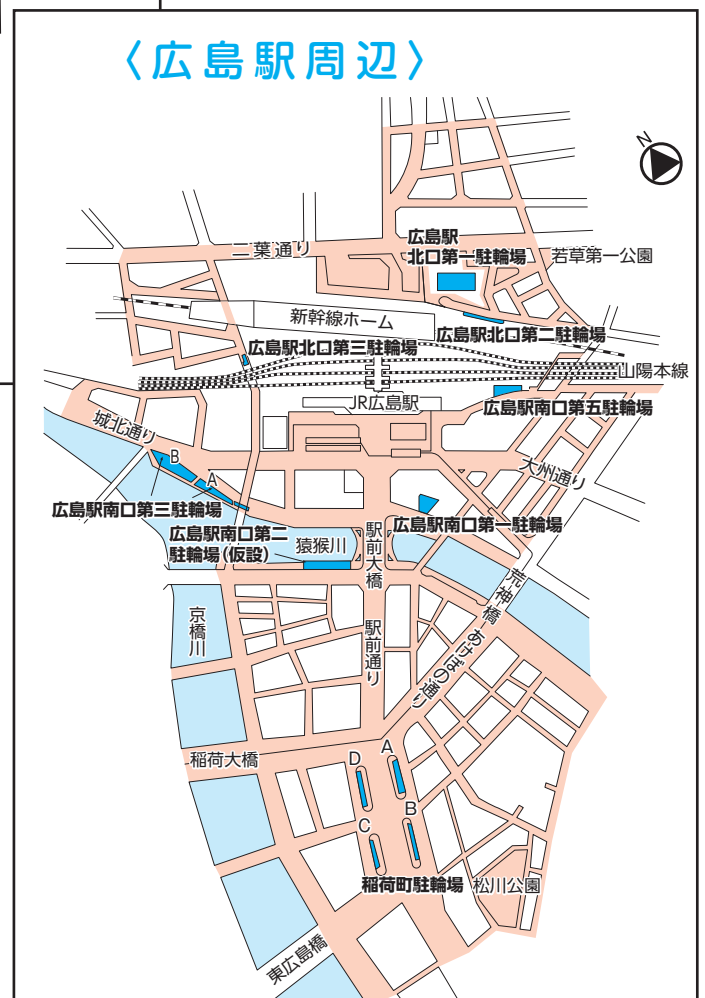 〈広島駅周辺〉
N
二葉通り
広島駅
北口第一駐輪場
若草第一公園
新幹線ホーム
広島駅北口第二駐輪場
広島駅北口第三駐輪場
山陽本線
JR広島駅
広島駅南口第五駐輪場
城北通り
B
A
大州通り
広島駅南口第三駐輪場
広島駅南口第一駐輪場
広島駅南口第二
駐輪場(仮設)
猿猴川
駅前大橋
荒神橋
京橋川
駅前通り
あけぼの通り
稲荷大橋
A
D
B
C
稲荷町駐輪場
松川公園
東広島橋